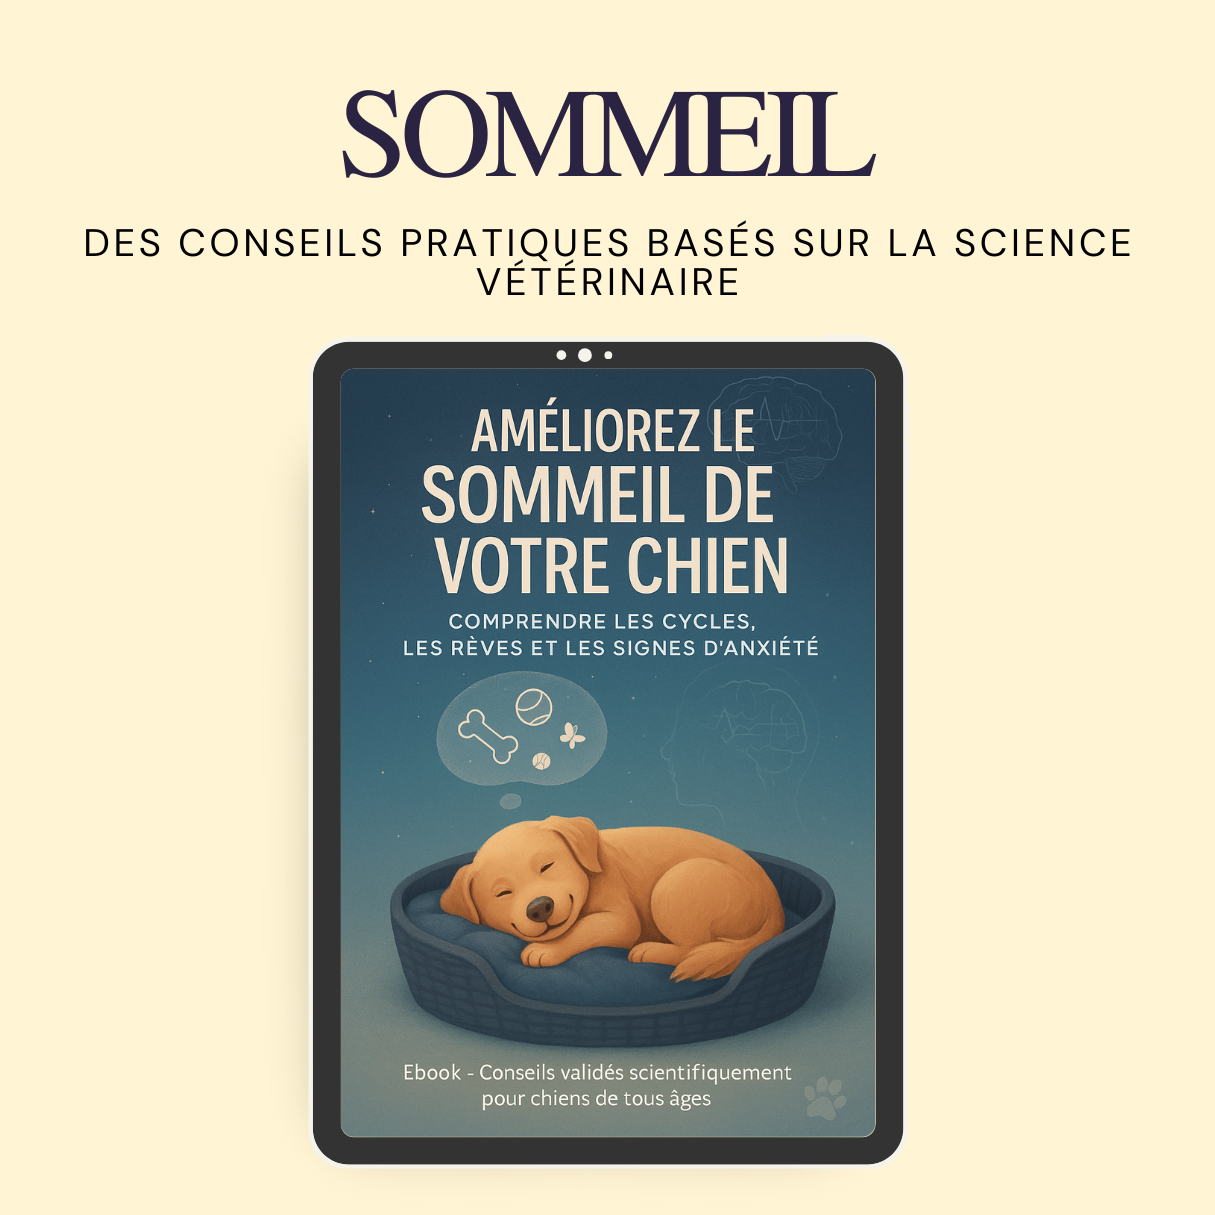 SOMMEIL
DES CONSEILS PRATIQUES BASÉS SUR LA SCIENCE
VÉTÉRINAIRE
AMÉLIOREZ LE
SOMMEIL DE
VOTRE CHIEN
COMPRENDRE LES CYCLES,
LES RÈVES ET LES SIGNES D'ANXIÉTÉ
Ebook - Conseils validés scientifiquement
pour chiens de tous âges